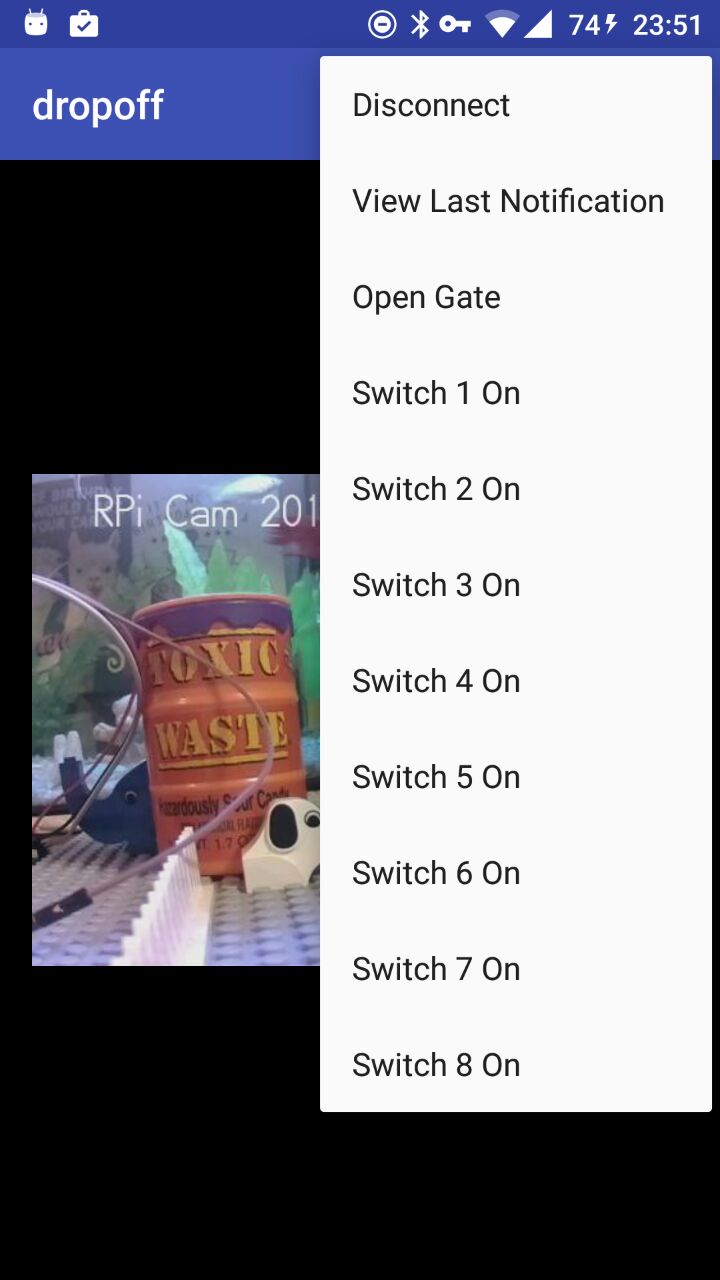 74 23:51
dropoff
Disconnect
View Last Notification
Open Gate
Switch 1 On
Switch 2 On
Switch 3 On
Switch 4 On
Switch 5 On
Switch 6 On
Switch 7 On
Switch 8 On
RPi Cam 201
TOXIC
WASTE
Hazardously Sour Candy